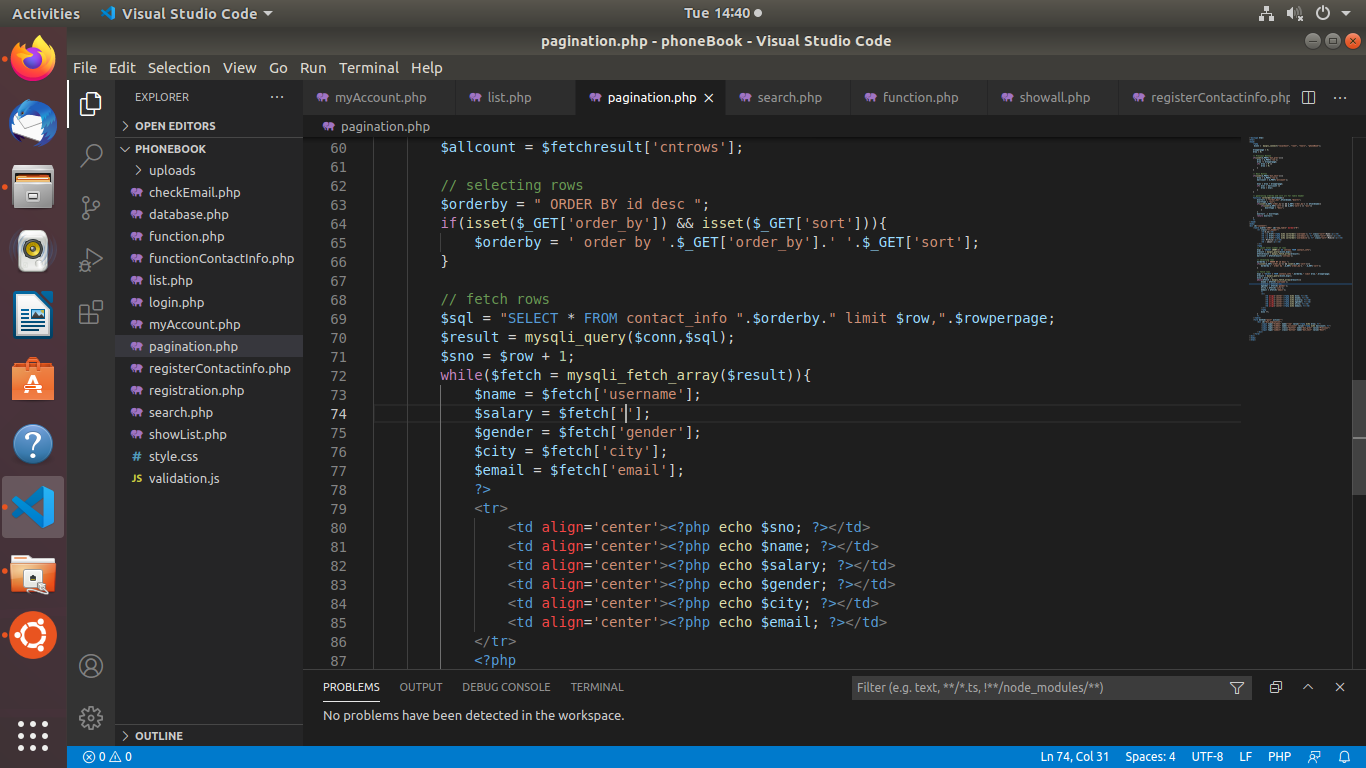 Activities
Visual Studio Code
Tue 14:40
pagination.php - phoneBook - Visual Studio Code
File Edit Selection View Go Run Terminal Help
EXPLORER
OPEN EDITORS
PHONEBOOK
uploads
checkEmail.php
database.php
function.php
functionContactInfo.php
list.php
login.php
myAccount.php
pagination.php
registerContactinfo.php
registration.php
search.php
showList.php
# style.css
JS validation.js
OUTLINE
myAccount.php list.php pagination.php search.php function.php showall.php registerContactinfo.php
pagination.php
60 $allcount = $fetchresult['cntrows'];
61
62 // selecting rows
63 $orderby = " ORDER BY id desc ";
64 if(isset($_GET['order_by']) && isset($_GET['sort'])){
65 $orderby = ' order by '.$_GET['order_by'].' '.$_GET['sort'];
66 }
67
68 // fetch rows
69 $sql = "SELECT * FROM contact_info ".$orderby." limit $row,".$rowperpage;
70 $result = mysqli_query($conn,$sql);
71 $sno = $row + 1;
72 while($fetch = mysqli_fetch_array($result)){
73 $name = $fetch['username'];
74 $salary = $fetch[''];
75 $gender = $fetch['gender'];
76 $city = $fetch['city'];
77 $email = $fetch['email'];
78 ?>
79 <tr>
80 <td align='center'><?php echo $sno; ?></td>
81 <td align='center'><?php echo $name; ?></td>
82 <td align='center'><?php echo $salary; ?></td>
83 <td align='center'><?php echo $gender; ?></td>
84 <td align='center'><?php echo $city; ?></td>
85 <td align='center'><?php echo $email; ?></td>
86 </tr>
87 <?php
PROBLEMS OUTPUT DEBUG CONSOLE TERMINAL
Filter (e.g. text, **/*.ts, !**/node_modules/**)
No problems have been detected in the workspace.
0 0
Ln 74, Col 31 Spaces: 4 UTF-8 LF PHP